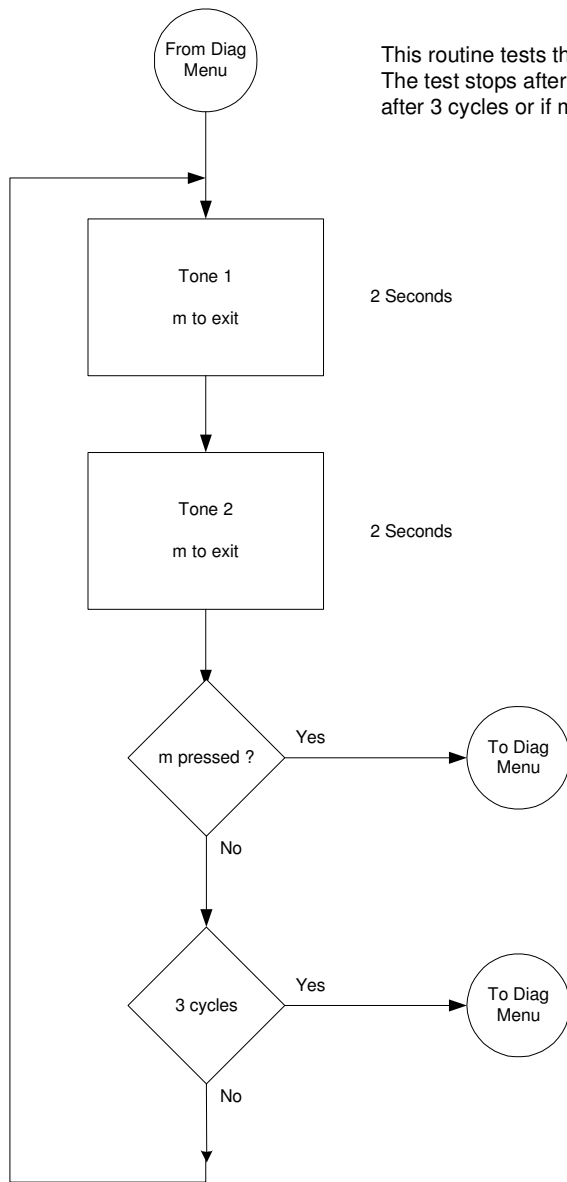 From Diag
Menu
This routine tests
The test stops after
after 3 cycles or if
Tone 1
m to exit
2 Seconds
Tone 2
m to exit
2 Seconds
m pressed ?
Yes
To Diag
Menu
No
3 cycles
Yes
To Diag
Menu
No